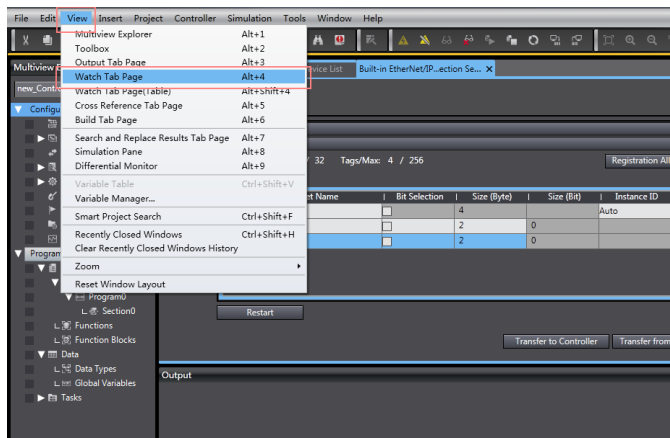 File Edit View Insert Project Controller Simulation Tools Window Help
Multiview Explorer Alt+1
Toolbox Alt+2
Output Tab Page Alt+3
Watch Tab Page Alt+4
Watch Tab Page(Table) Alt+Shift+4
Cross Reference Tab Page Alt+5
Build Tab Page Alt+6
Search and Replace Results Tab Page Alt+7
Simulation Pane Alt+8
Differential Monitor Alt+9
Variable Table Ctrl+Shift+V
Variable Manager...
Smart Project Search Ctrl+Shift+F
Recently Closed Windows Ctrl+Shift+H
Clear Recently Closed Windows History
Zoom
Reset Window Layout
Multiview
vice List Built-in EtherNet/IP...ection Se... X
new_Contr
Configu
/ 32 Tags/Max: 4 / 256 Registration All
et Name Bit Selection Size (Byte) Size (Bit) Instance ID
4 Auto
2 0
2 0
Program
Program0
Section0
Functions
Function Blocks
Data
Data Types
Global Variables
Tasks
Restart
Transfer to Controller Transfer from
Output